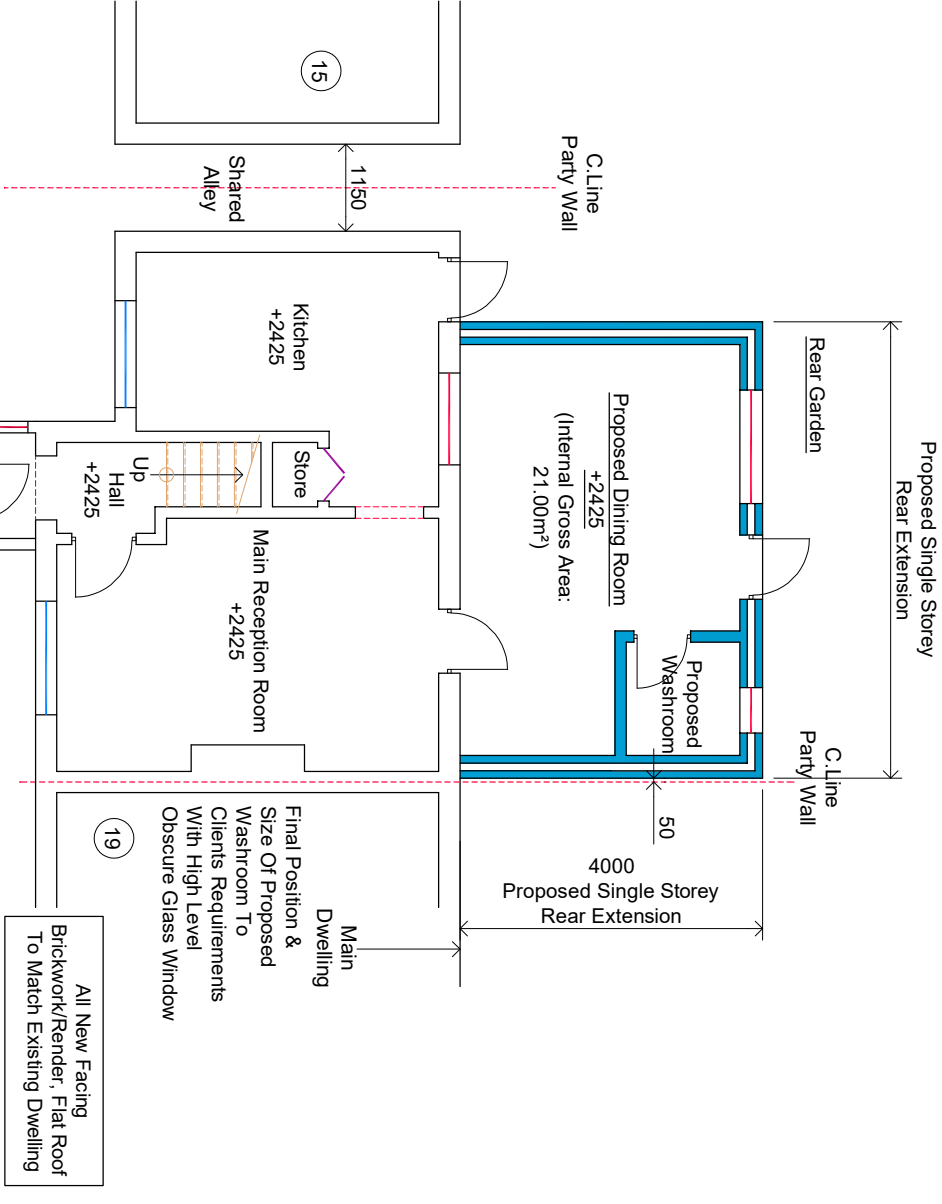 Proposed Single Storey
Rear Extension
Rear Garden
C.Line
Party Wall
C.Line
Party Wall
15
1150
Shared
Alley
Kitchen
+2425
Store
Up
Hall
+2425
Main Reception Room
+2425
Proposed Dining Room
+2425
(Internal Gross Area:
21.00m²)
Proposed
Washroom
50
4000
Proposed Single Storey
Rear Extension
Main
Dwelling
Final Position &
Size Of Proposed
Washroom To
Clients Requirements
With High Level
Obscure Glass Window
19
All New Facing
Brickwork/Render, Flat Roof
To Match Existing Dwelling